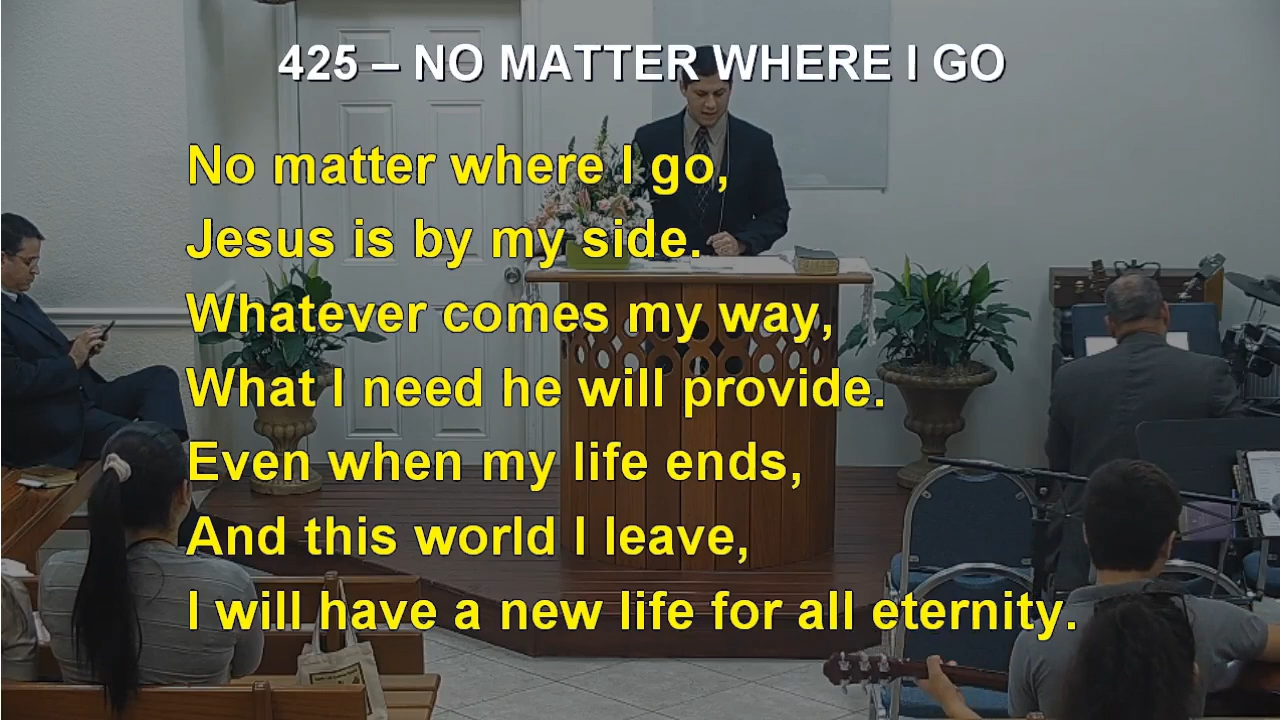 425 – NO MATTER WHERE I GO
No matter where I go,
Jesus is by my side.
Whatever comes my way,
What I need he will provide.
Even when my life ends,
And this world I leave,
I will have a new life for all eternity.